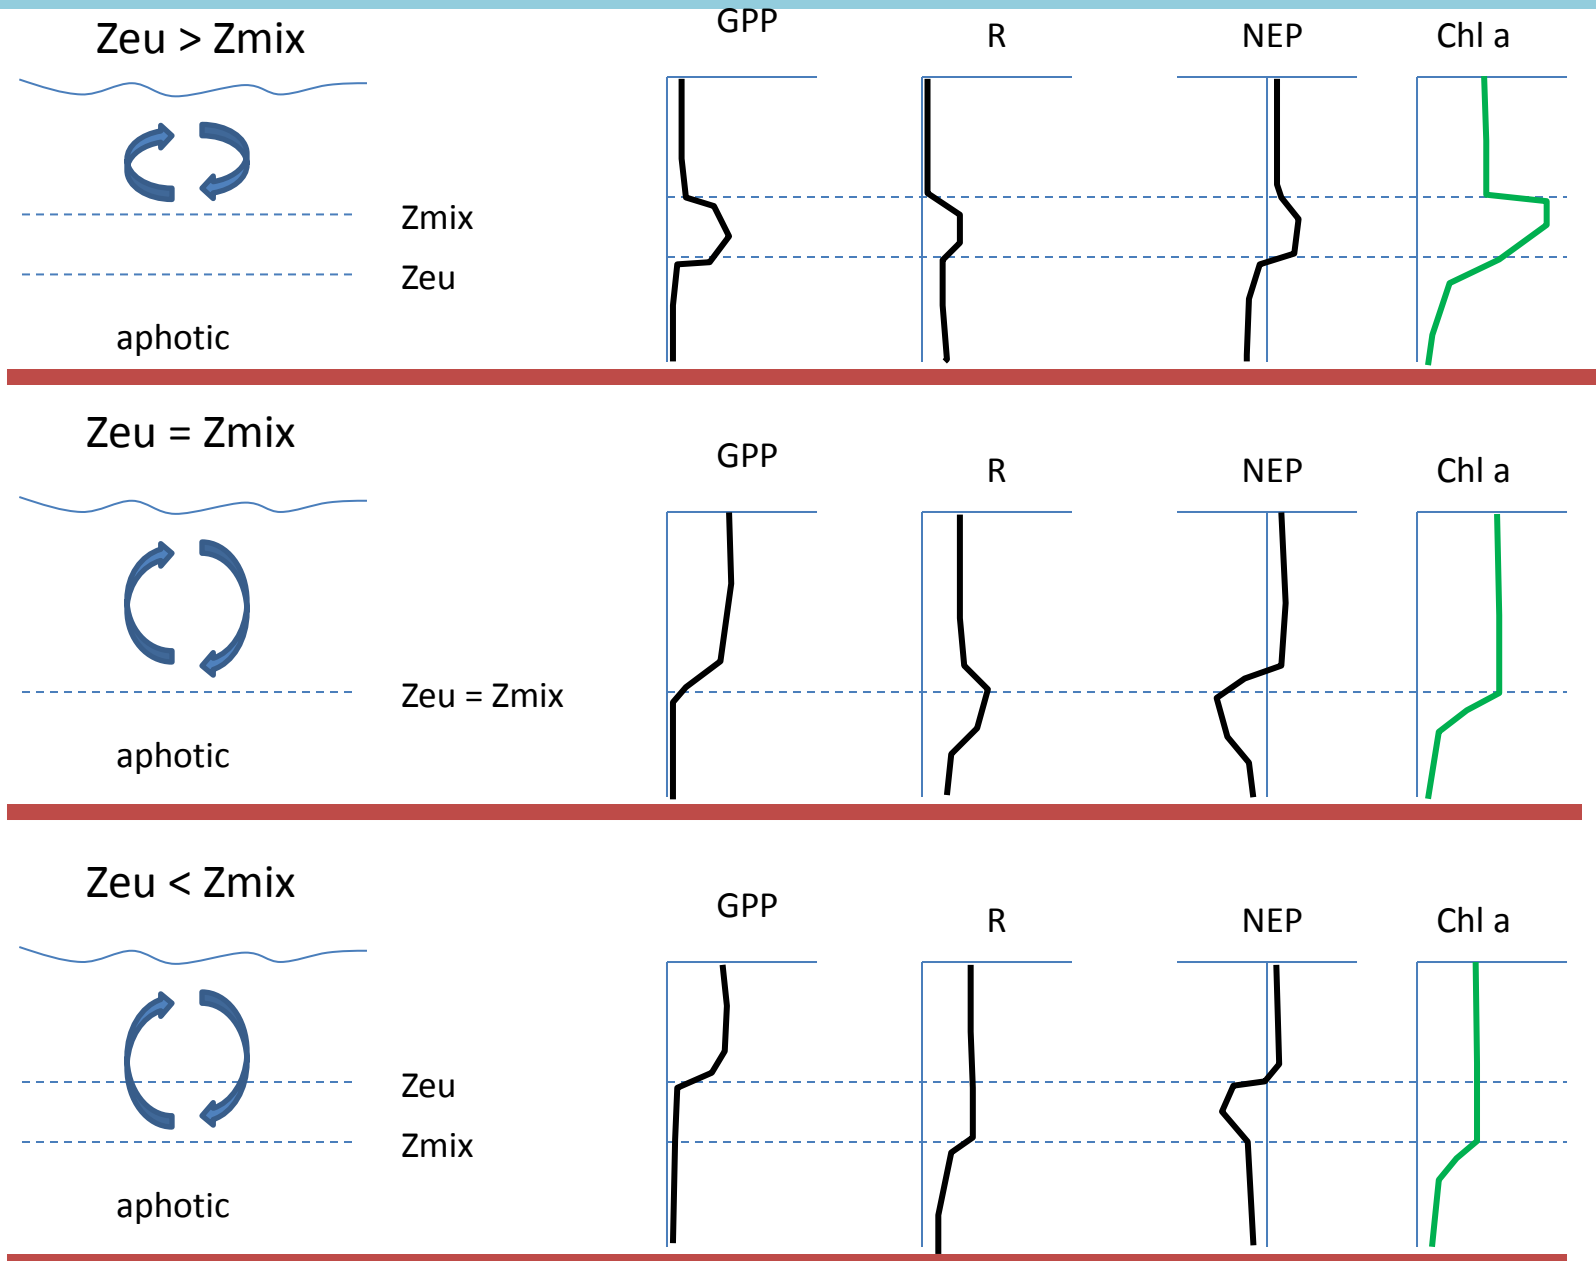 Zeu > Zmix
GPP
R
NEP
Chl a
Zmix
Zeu
aphotic
Zeu = Zmix
GPP
R
NEP
Chl a
Zeu = Zmix
aphotic
Zeu < Zmix
GPP
R
NEP
Chl a
Zeu
Zmix
aphotic